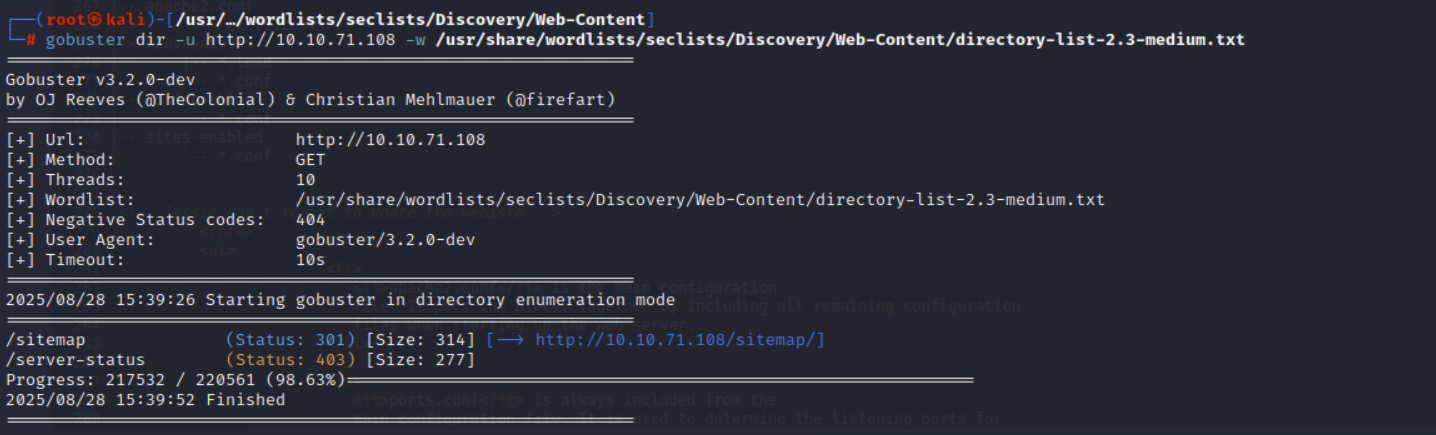 ┌──(root㉿kali)-[/usr/…/wordlists/seclists/Discovery/Web-Content]
└─# gobuster dir -u http://10.10.71.108 -w /usr/share/wordlists/seclists/Discovery/Web-Content/directory-list-2.3-medium.txt
===============================================================
Gobuster v3.2.0-dev
by OJ Reeves (@TheColonial) & Christian Mehlmauer (@firefart)
===============================================================
[+] Url:                     http://10.10.71.108
[+] Method:                  GET
[+] Threads:                 10
[+] Wordlist:                /usr/share/wordlists/seclists/Discovery/Web-Content/directory-list-2.3-medium.txt
[+] Negative Status codes:   404
[+] User Agent:              gobuster/3.2.0-dev
[+] Timeout:                 10s
===============================================================
2025/08/28 15:39:26 Starting gobuster in directory enumeration mode
===============================================================
/sitemap              (Status: 301) [Size: 314] [--> http://10.10.71.108/sitemap/]
/server-status        (Status: 403) [Size: 277]
Progress: 217532 / 220561 (98.63%)===============================================================
2025/08/28 15:39:52 Finished
===============================================================